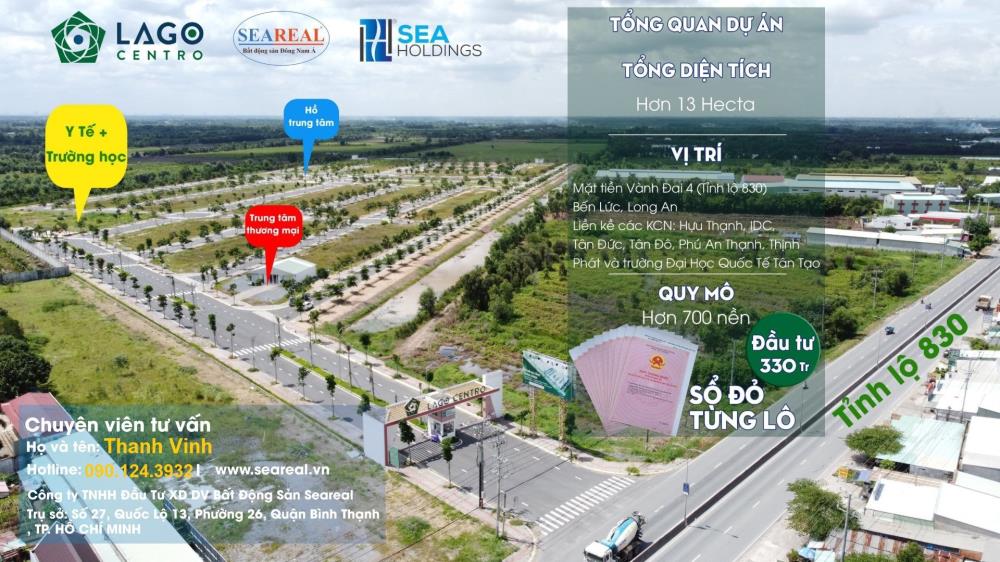 LAGO
CENTRO
SEAREAL
Bất động sản Đông Nam Á
SEA
HOLDINGS
TỔNG QUAN DỰ ÁN
TỔNG DIỆN TÍCH
Hơn 13 Hecta
VỊ TRÍ
Mặt tiền Vành Đai 4 (Tỉnh lộ 830)
Bến Lức, Long An
Liền kề các KCN: Hựu Thạnh, IDC,
Tân Đức, Tân Đô, Phú An Thạnh, Thịnh
Phát và trường Đại Học Quốc Tế Tân Tạo
QUY MÔ
Hơn 700 nền
Đầu tư
330 Tr
SỔ ĐỎ
TỪNG LÔ
Tỉnh lộ 830
Y Tế +
Trường học
Hồ
trung tâm
Trung tâm
thương mại
LAGO CENTRO
Chuyên viên tư vấn
Họ và tên: Thanh Vinh
Hotline: 090.124.3932 | www.seareal.vn
Công ty TNHH Đầu Tư XD DV Bất Động Sản Seareal
Trụ sở: Số 27, Quốc Lộ 13, Phường 26, Quận Bình Thạnh
, TP. HỒ CHÍ MINH